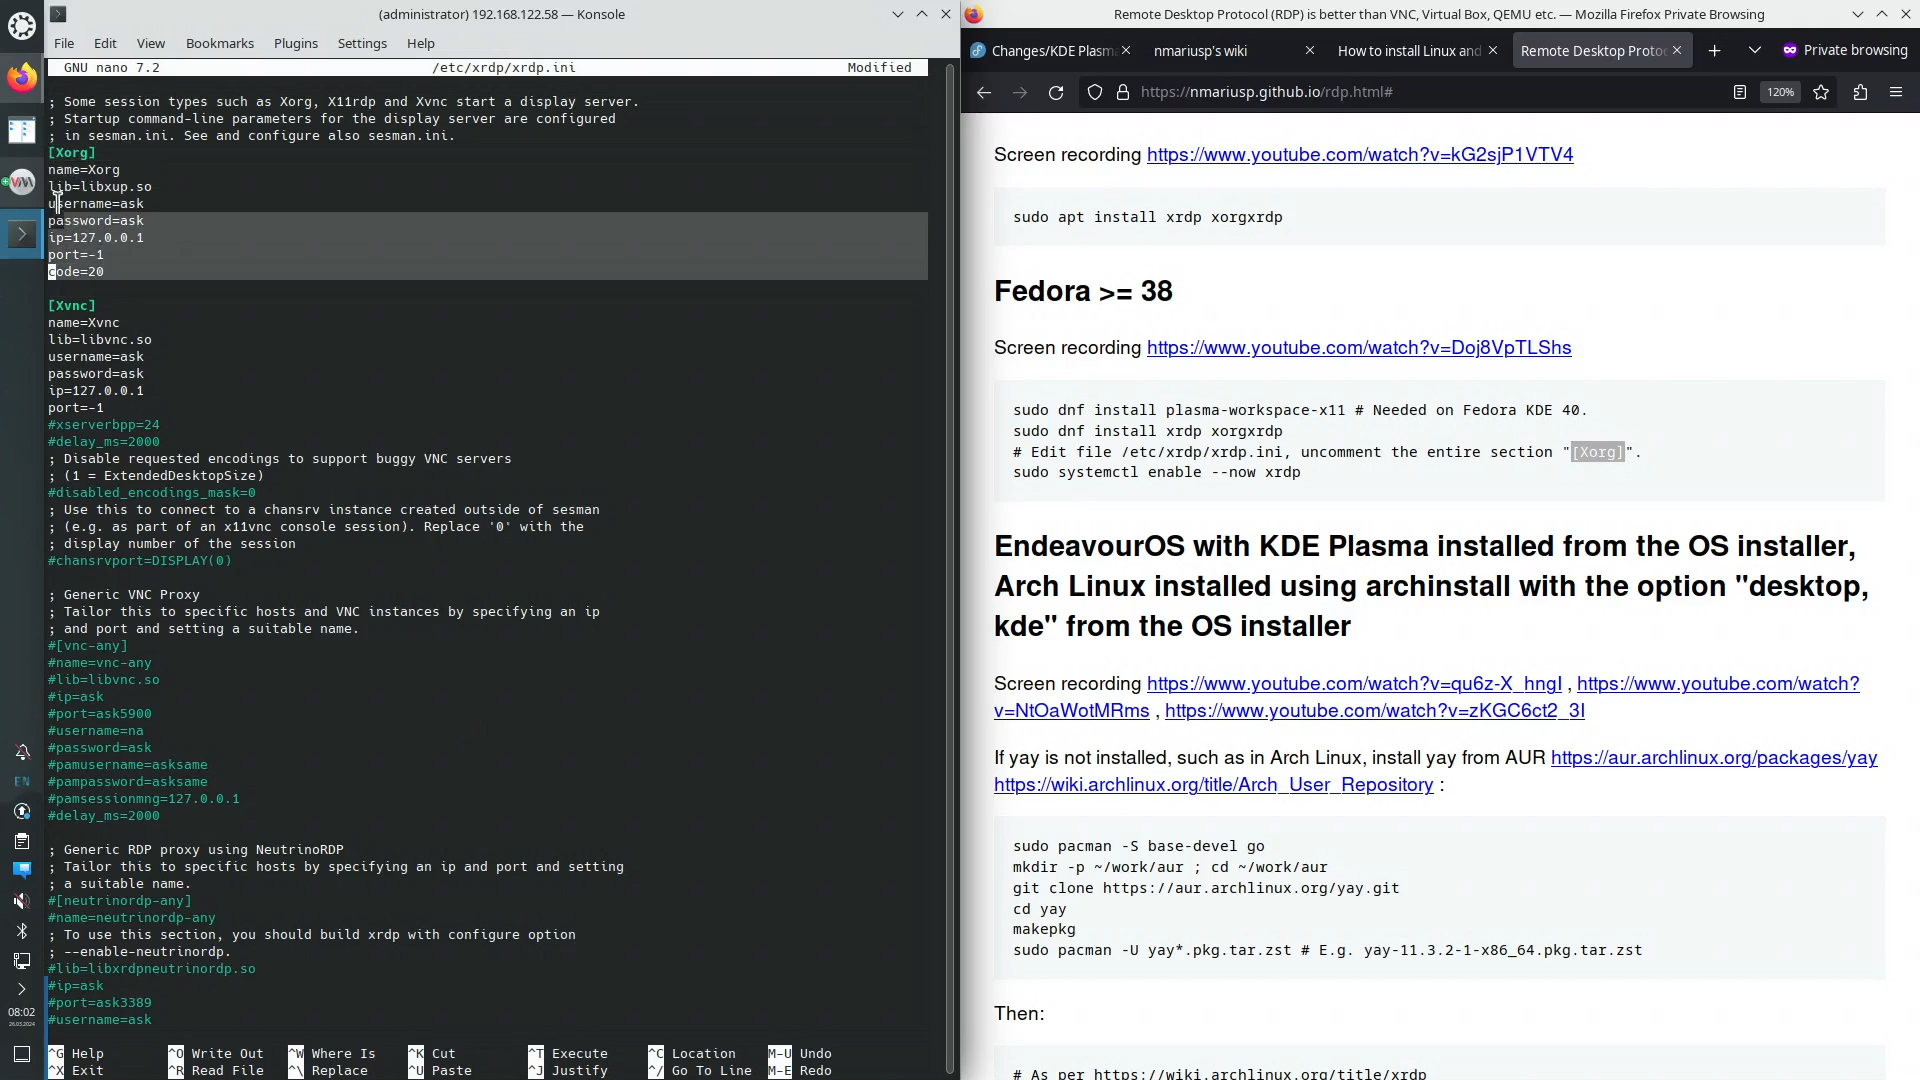 (administrator) 192.168.122.58 — Konsole
File Edit View Bookmarks Plugins Settings Help
GNU nano 7.2 /etc/xrdp/xrdp.ini Modified
; Some session types such as Xorg, X11rdp and Xvnc start a display server.
; Startup command-line parameters for the display server are configured
; in sesman.ini. See and configure also sesman.ini.
[Xorg]
name=Xorg
lib=libxup.so
username=ask
password=ask
ip=127.0.0.1
port=-1
code=20
[Xvnc]
name=Xvnc
lib=libvnc.so
username=ask
password=ask
ip=127.0.0.1
port=-1
#xserverbpp=24
#delay_ms=2000
; Disable requested encodings to support buggy VNC servers
; (1 = ExtendedDesktopSize)
#disabled_encodings_mask=0
; Use this to connect to a chansrv instance created outside of sesman
; (e.g. as part of an x11vnc console session). Replace '0' with the
; display number of the session
#chansrvport=DISPLAY(0)
; Generic VNC Proxy
; Tailor this to specific hosts and VNC instances by specifying an ip
; and port and setting a suitable name.
#[vnc-any]
#name=vnc-any
#lib=libvnc.so
#ip=ask
#port=ask5900
#username=na
#password=ask
#pamusername=asksame
#pampassword=asksame
#pamsessionmng=127.0.0.1
#delay_ms=2000
; Generic RDP proxy using NeutrinoRDP
; Tailor this to specific hosts by specifying an ip and port and setting
; a suitable name.
#[neutrinordp-any]
#name=neutrinordp-any
; To use this section, you should build xrdp with configure option
; --enable-neutrinordp.
#lib=libxrdpneutrinordp.so
#ip=ask
#port=ask3389
#username=ask
^G Help ^O Write Out ^W Where Is ^K Cut ^T Execute ^C Location M-U Undo
^X Exit ^R Read File ^\ Replace ^U Paste ^J Justify ^/ Go To Line M-E Redo
EN
08:02
Remote Desktop Protocol (RDP) is better than VNC, Virtual Box, QEMU etc. — Mozilla Firefox Private Browsing
Changes/KDE Plasm nmariusp's wiki How to install Linux and Remote Desktop Proto Private browsing
https://nmariusp.github.io/rdp.html# 120%
Screen recording https://www.youtube.com/watch?v=kG2sjP1VTV4
sudo apt install xrdp xorgxrdp
Fedora >= 38
Screen recording https://www.youtube.com/watch?v=Doj8VpTLShs
sudo dnf install plasma-workspace-x11 # Needed on Fedora KDE 40.
sudo dnf install xrdp xorgxrdp
# Edit file /etc/xrdp/xrdp.ini, uncomment the entire section "[Xorg]".
sudo systemctl enable --now xrdp
EndeavourOS with KDE Plasma installed from the OS installer,
Arch Linux installed using archinstall with the option "desktop,
kde" from the OS installer
Screen recording https://www.youtube.com/watch?v=qu6z-X_hngI , https://www.youtube.com/watch?
v=NtOaWotMRms , https://www.youtube.com/watch?v=zKGC6ct2_3I
If yay is not installed, such as in Arch Linux, install yay from AUR https://aur.archlinux.org/packages/yay
https://wiki.archlinux.org/title/Arch_User_Repository :
sudo pacman -S base-devel go
mkdir -p ~/work/aur ; cd ~/work/aur
git clone https://aur.archlinux.org/yay.git
cd yay
makepkg
sudo pacman -U yay*.pkg.tar.zst # E.g. yay-11.3.2-1-x86_64.pkg.tar.zst
Then:
# As per https://wiki.archlinux.org/title/xrdp